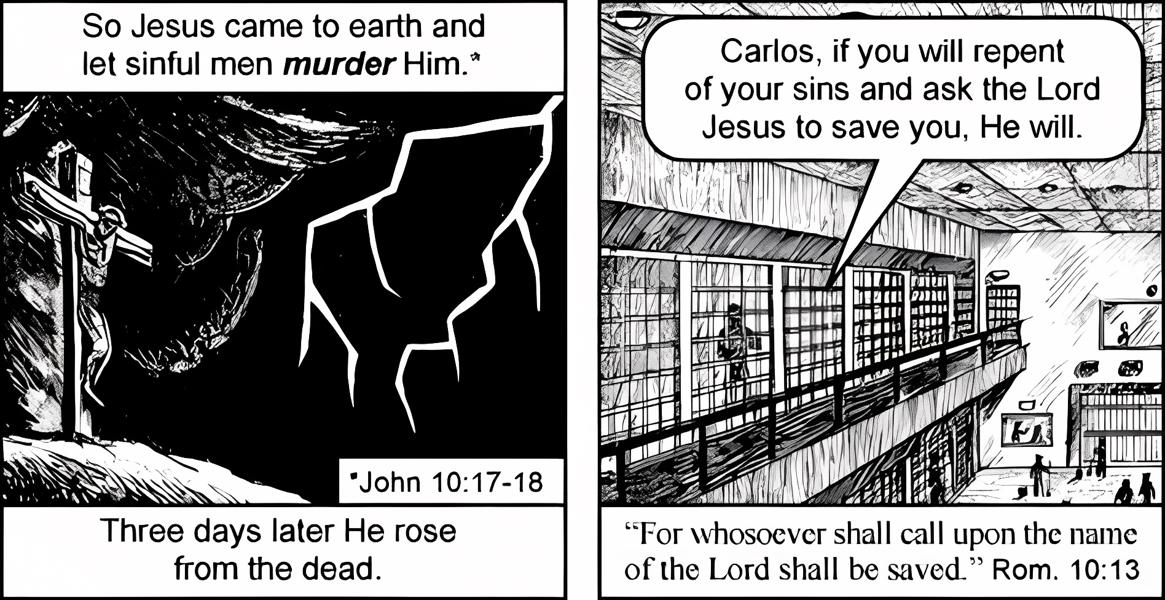 So Jesus came to earth and
let sinful men murder Him.*
*John 10:17-18
Three days later He rose
from the dead.
Carlos, if you will repent
of your sins and ask the Lord
Jesus to save you, He will.
“For whosoever shall call upon the name
of the Lord shall be saved.” Rom. 10:13